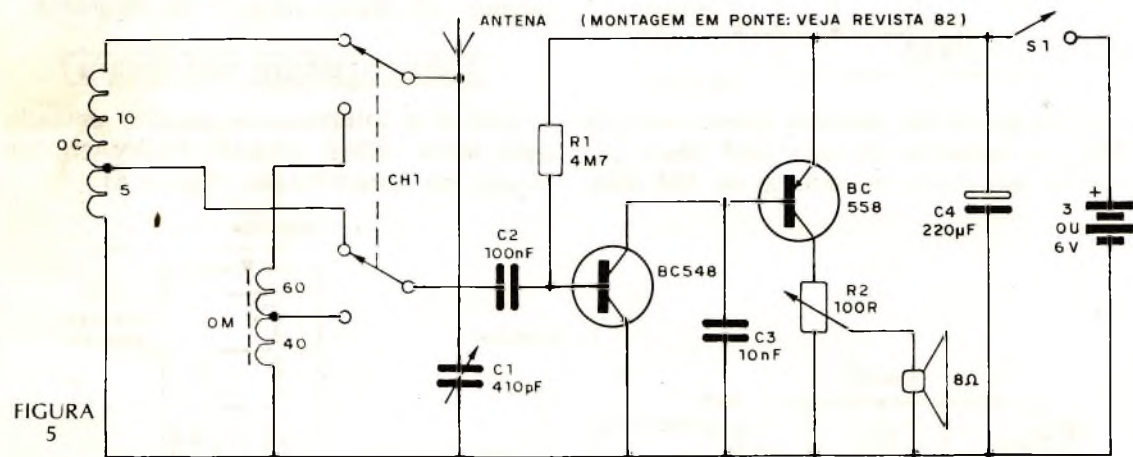 ANTENA (MONTAGEM EM PONTE: VEJA REVISTA 82)
S1
10
OC
5
CH1
R1
4M7
BC
558
C4
220µF
+
3
OU
6V
C2
100nF
BC548
R2
100R
60
OM
40
C1
410pF
C3
10nF
8Ω
FIGURA
5